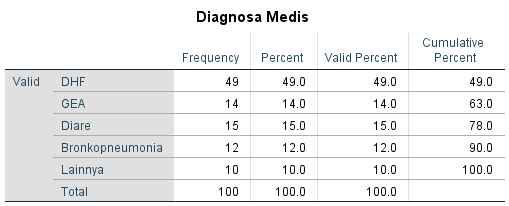 Diagnosa Medis
Frequency Percent Valid Percent Cumulative Percent
Valid DHF 49 49.0 49.0 49.0
GEA 14 14.0 14.0 63.0
Diare 15 15.0 15.0 78.0
Bronkopneumonia 12 12.0 12.0 90.0
Lainnya 10 10.0 10.0 100.0
Total 100 100.0 100.0